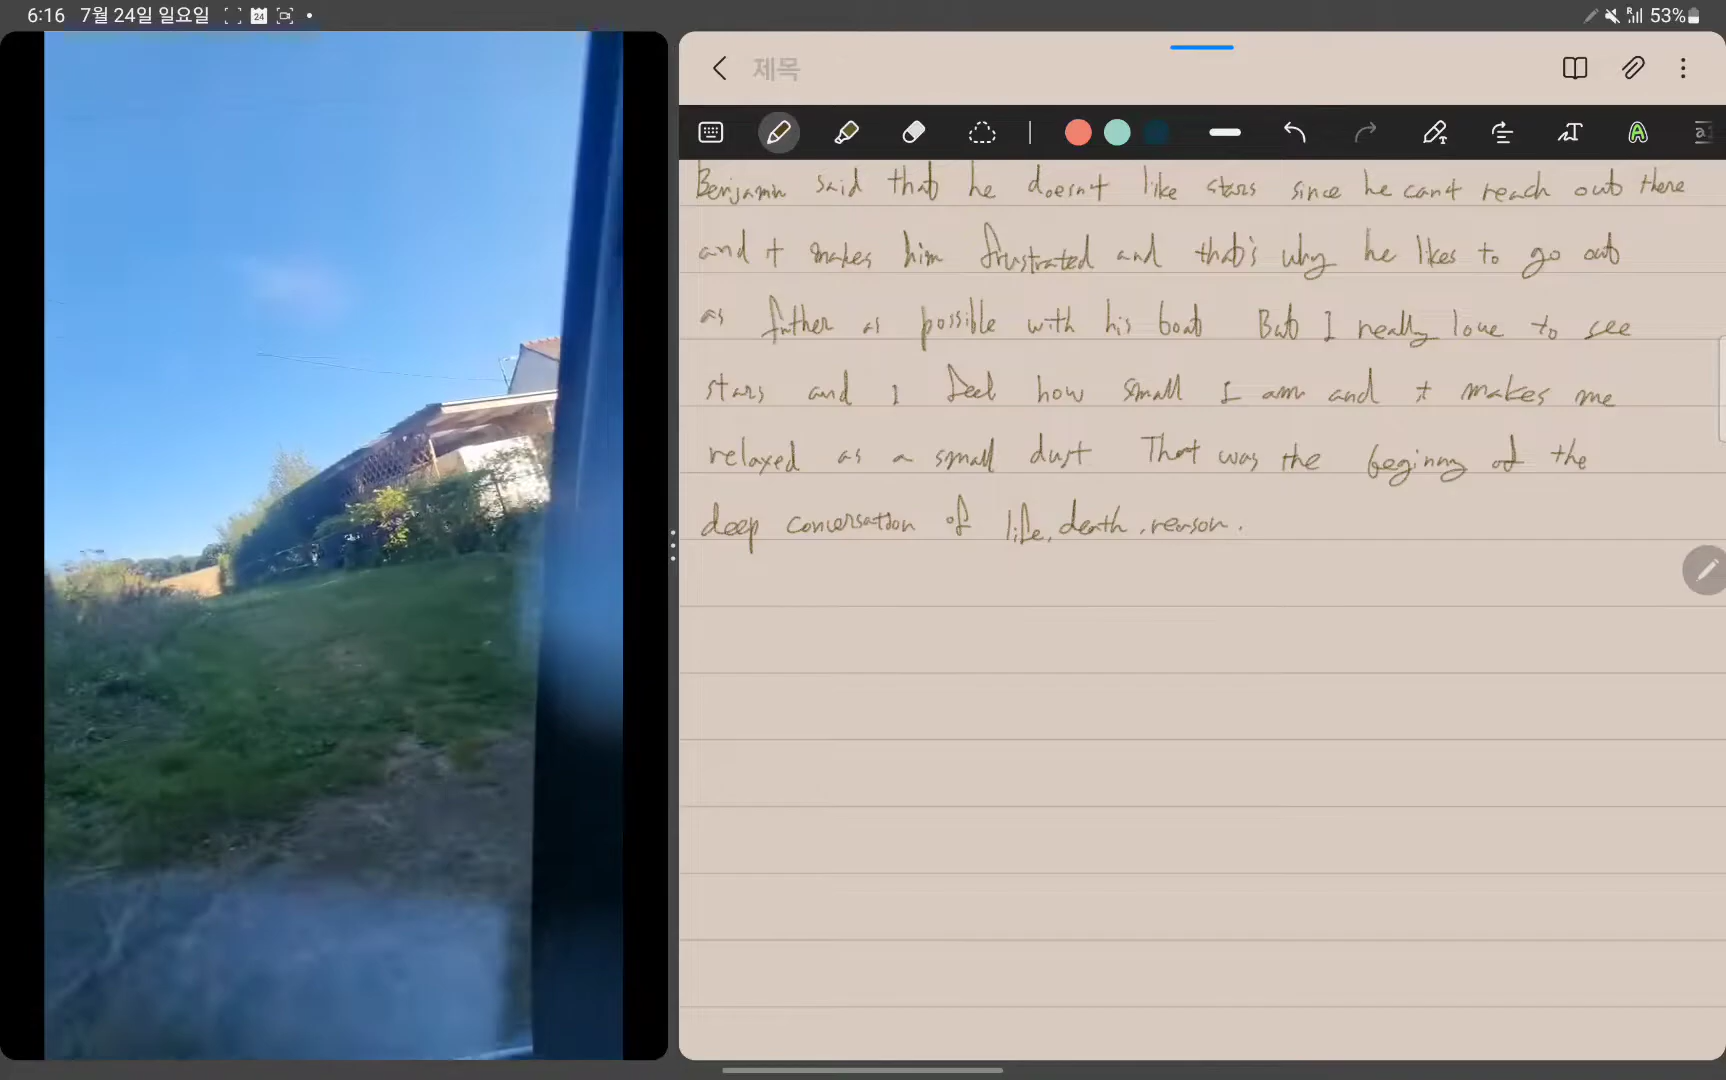 6:16 7월 24일 일요일 24 53%
제목
Benjamin said that he doesn't like stars since he can't reach out there
and it makes him frustrated and that's why he likes to go out
as futher as possible with his boat But I really love to see
stars and I feel how small I am and it makes me
relaxed as a small dust That was the beginny of the
deep conversation of life, death, reason.